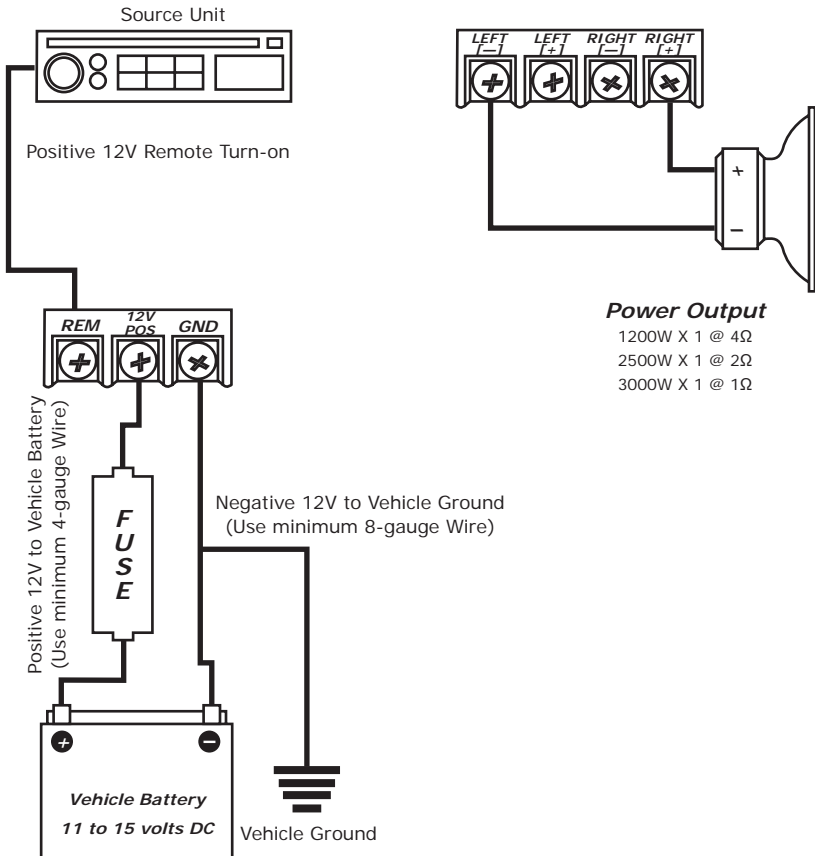 Source Unit
Positive 12V Remote Turn-on
REM
12V
POS
GND
Positive 12V to Vehicle Battery
(Use minimum 4-gauge Wire)
F
U
S
E
Negative 12V to Vehicle Ground
(Use minimum 8-gauge Wire)
+
–
Vehicle Battery
11 to 15 volts DC
Vehicle Ground
LEFT LEFT RIGHT RIGHT
[—] [+] [—] [+]
+
–
Power Output
1200W X 1 @ 4Ω
2500W X 1 @ 2Ω
3000W X 1 @ 1Ω